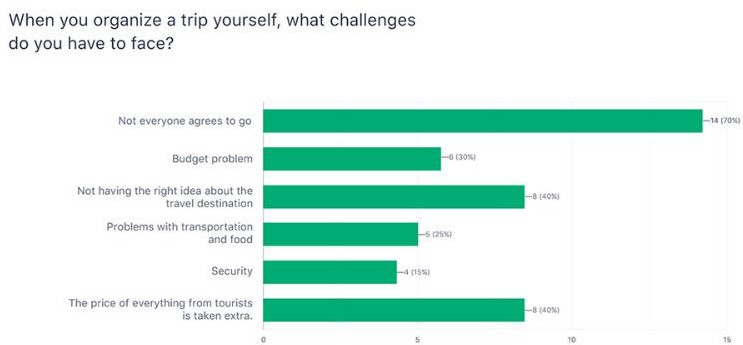 When you organize a trip yourself, what challenges
do you have to face?
Not everyone agrees to go
14 (70%)
Budget problem
6 (30%)
Not having the right idea about the
travel destination
8 (40%)
Problems with transportation
and food
5 (25%)
Security
4 (15%)
The price of everything from tourists
is taken extra.
8 (40%)
0 5 10 15